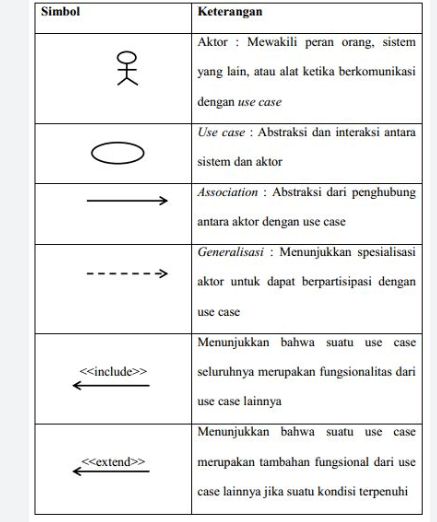 Simbol
Keterangan
Aktor : Mewakili peran orang, sistem
yang lain, atau alat ketika berkomunikasi
dengan use case
Use case : Abstraksi dan interaksi antara
sistem dan aktor
Association : Abstraksi dari penghubung
antara aktor dengan use case
Generalisasi : Menunjukkan spesialisasi
aktor untuk dapat berpartisipasi dengan
use case
<<include>>
Menunjukkan bahwa suatu use case
seluruhnya merupakan fungsionalitas dari
use case lainnya
<<extend>>
Menunjukkan bahwa suatu use case
merupakan tambahan fungsional dari use
case lainnya jika suatu kondisi terpenuhi